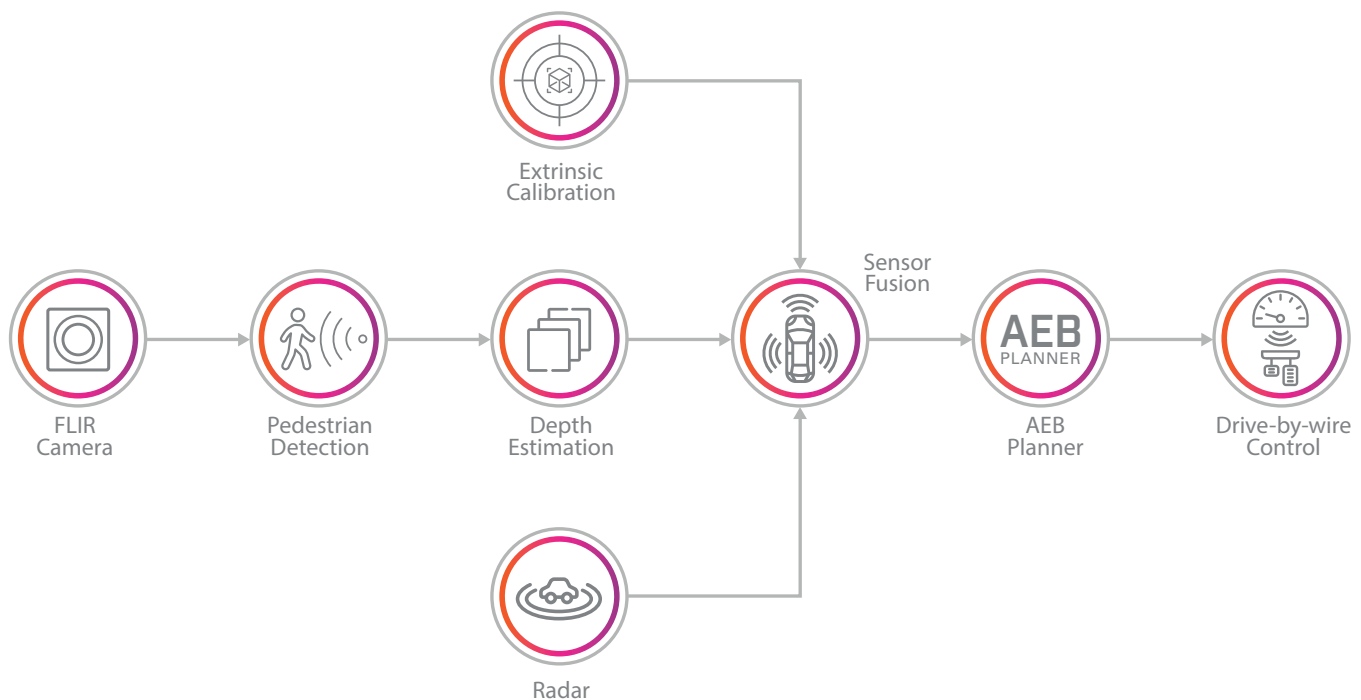 Extrinsic
Calibration
Sensor
Fusion
AEB
PLANNER
FLIR
Camera
Pedestrian
Detection
Depth
Estimation
AEB
Planner
Drive-by-wire
Control
Radar